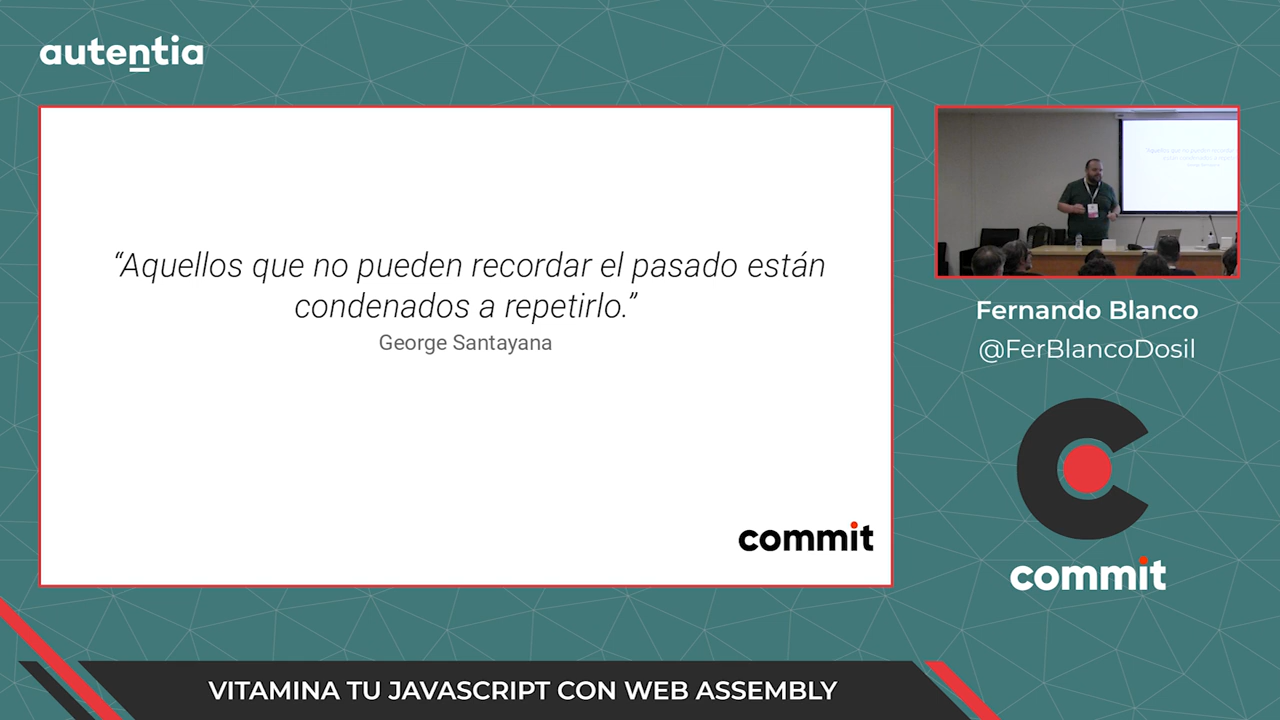 autentia
“Aquellos que no pueden recordar el pasado están
condenados a repetirlo.”
George Santayana
commit
Fernando Blanco
@FerBlancoDosil
commit
VITAMINA TU JAVASCRIPT CON WEB ASSEMBLY